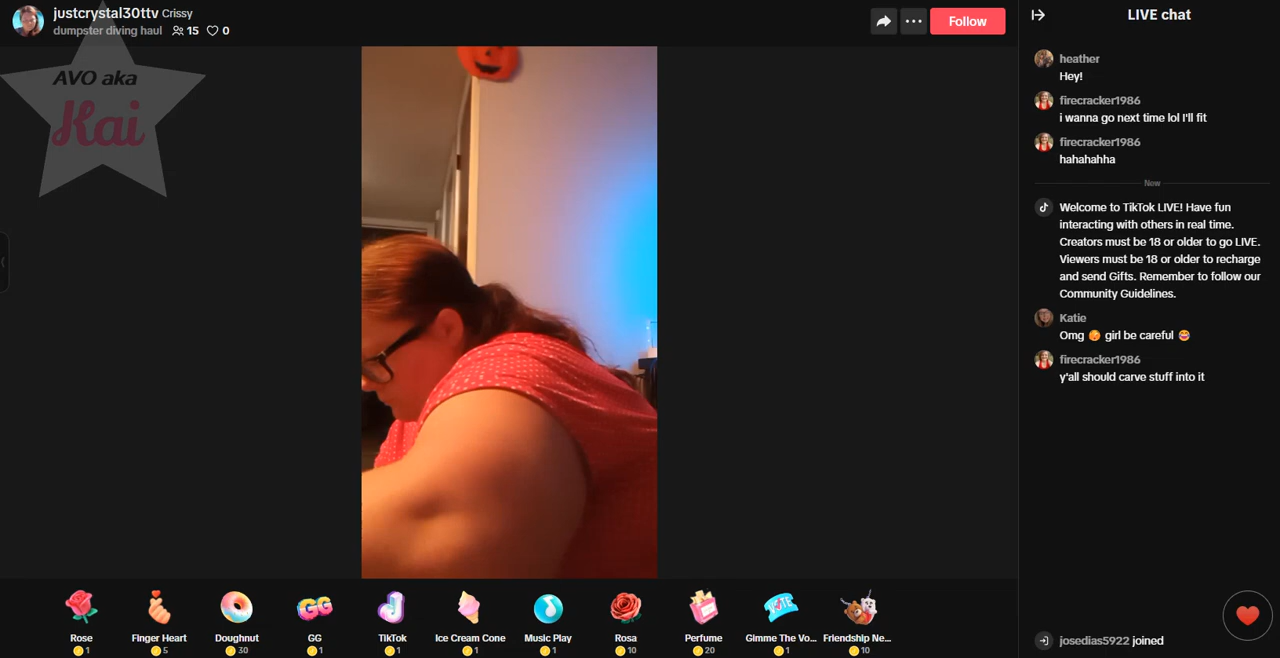 justcrystal30ttv Crissy
dumpster diving haul 15 0
Follow
AVO aka
Kai
LIVE chat
heather
Hey!
firecracker1986
i wanna go next time lol I'll fit
firecracker1986
hahahahha
New
Welcome to TikTok LIVE! Have fun
interacting with others in real time.
Creators must be 18 or older to go LIVE.
Viewers must be 18 or older to recharge
and send Gifts. Remember to follow our
Community Guidelines.
Katie
Omg 😡 girl be careful 😂
firecracker1986
y'all should carve stuff into it
josedias5922 joined
Rose Finger Heart Doughnut GG TikTok Ice Cream Cone Music Play Rosa Perfume GImme The Vo... Friendship Ne...
1 5 30 1 1 1 1 10 20 1 10